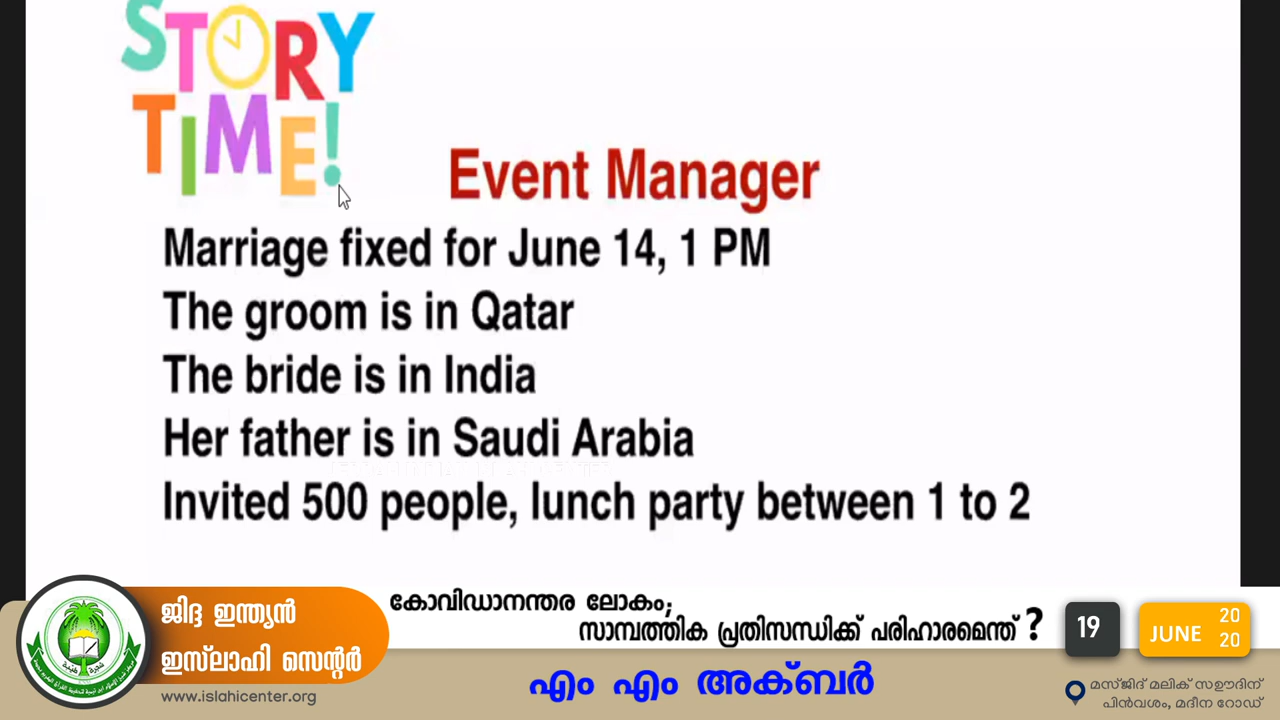 STORY
TIME!
Event Manager
Marriage fixed for June 14, 1 PM
The groom is in Qatar
The bride is in India
Her father is in Saudi Arabia
Invited 500 people, lunch party between 1 to 2
ജിദ്ദ ഇന്ത്യൻ
ഇസ്‌ലാഹി സെന്റർ
www.islahicenter.org
കോവിഡാനന്തര ലോകം;
സാമ്പത്തിക പ്രതിസന്ധിക്ക് പരിഹാരമെന്ത് ?
എം എം അക്ബർ
19
JUNE
20
20
മസ്ജിദ് മലിക് സഊദിന്
പിൻവശം, മദീന റോഡ്